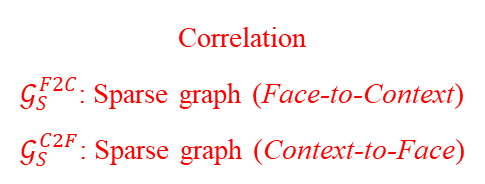 Correlation
𝒢_S^{F2C}: Sparse graph (Face-to-Context)
𝒢_S^{C2F}: Sparse graph (Context-to-Face)